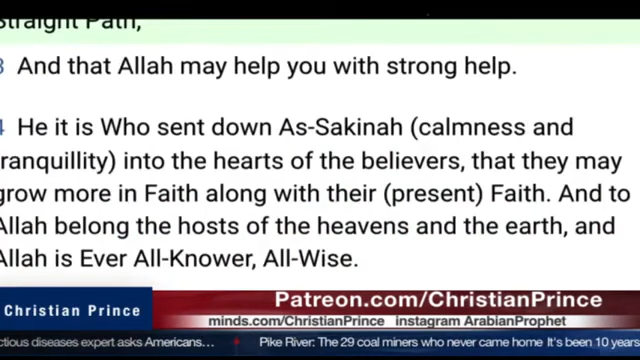 Straight Path,
3 And that Allah may help you with strong help.
4 He it is Who sent down As-Sakinah (calmness and
tranquillity) into the hearts of the believers, that they may
grow more in Faith along with their (present) Faith. And to
Allah belong the hosts of the heavens and the earth, and
Allah is Ever All-Knower, All-Wise.
Christian Prince
Patreon.com/ChristianPrince
minds.com/ChristianPrince instagram ArabianProphet
ctious diseases expert asks Americans... Pike River: The 29 coal miners who never came home It's been 10 years